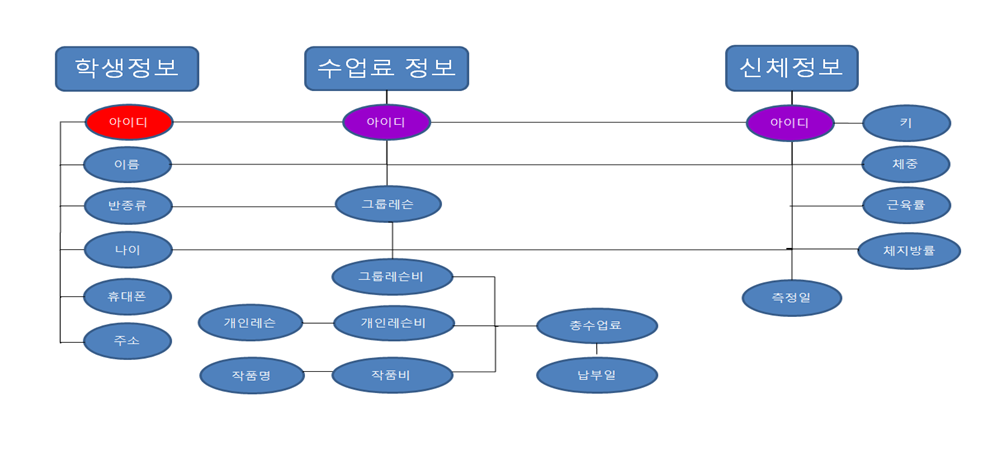 학생정보
수업료 정보
신체정보
아이디
아이디
아이디
키
이름
체중
반종류
그룹레슨
근육률
나이
체지방률
그룹레슨비
휴대폰
측정일
개인레슨
개인레슨비
총수업료
주소
작품명
작품비
납부일